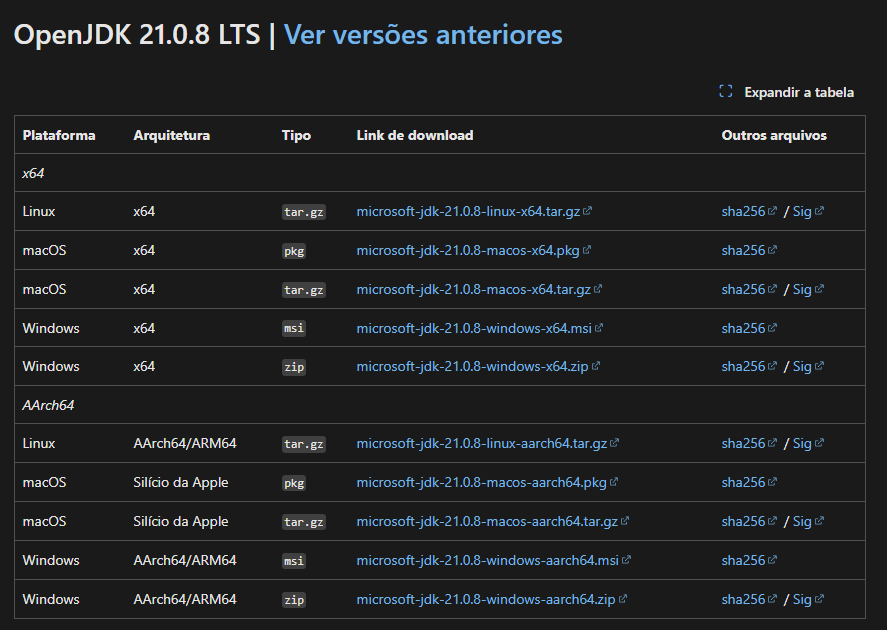 OpenJDK 21.0.8 LTS | Ver versões anteriores
Expandir a tabela
Plataforma Arquitetura Tipo Link de download Outros arquivos
x64
Linux x64 tar.gz microsoft-jdk-21.0.8-linux-x64.tar.gz sha256 / Sig
macOS x64 pkg microsoft-jdk-21.0.8-macos-x64.pkg sha256
macOS x64 tar.gz microsoft-jdk-21.0.8-macos-x64.tar.gz sha256 / Sig
Windows x64 msi microsoft-jdk-21.0.8-windows-x64.msi sha256
Windows x64 zip microsoft-jdk-21.0.8-windows-x64.zip sha256 / Sig
AArch64
Linux AArch64/ARM64 tar.gz microsoft-jdk-21.0.8-linux-aarch64.tar.gz sha256 / Sig
macOS Silício da Apple pkg microsoft-jdk-21.0.8-macos-aarch64.pkg sha256
macOS Silício da Apple tar.gz microsoft-jdk-21.0.8-macos-aarch64.tar.gz sha256 / Sig
Windows AArch64/ARM64 msi microsoft-jdk-21.0.8-windows-aarch64.msi sha256
Windows AArch64/ARM64 zip microsoft-jdk-21.0.8-windows-aarch64.zip sha256 / Sig